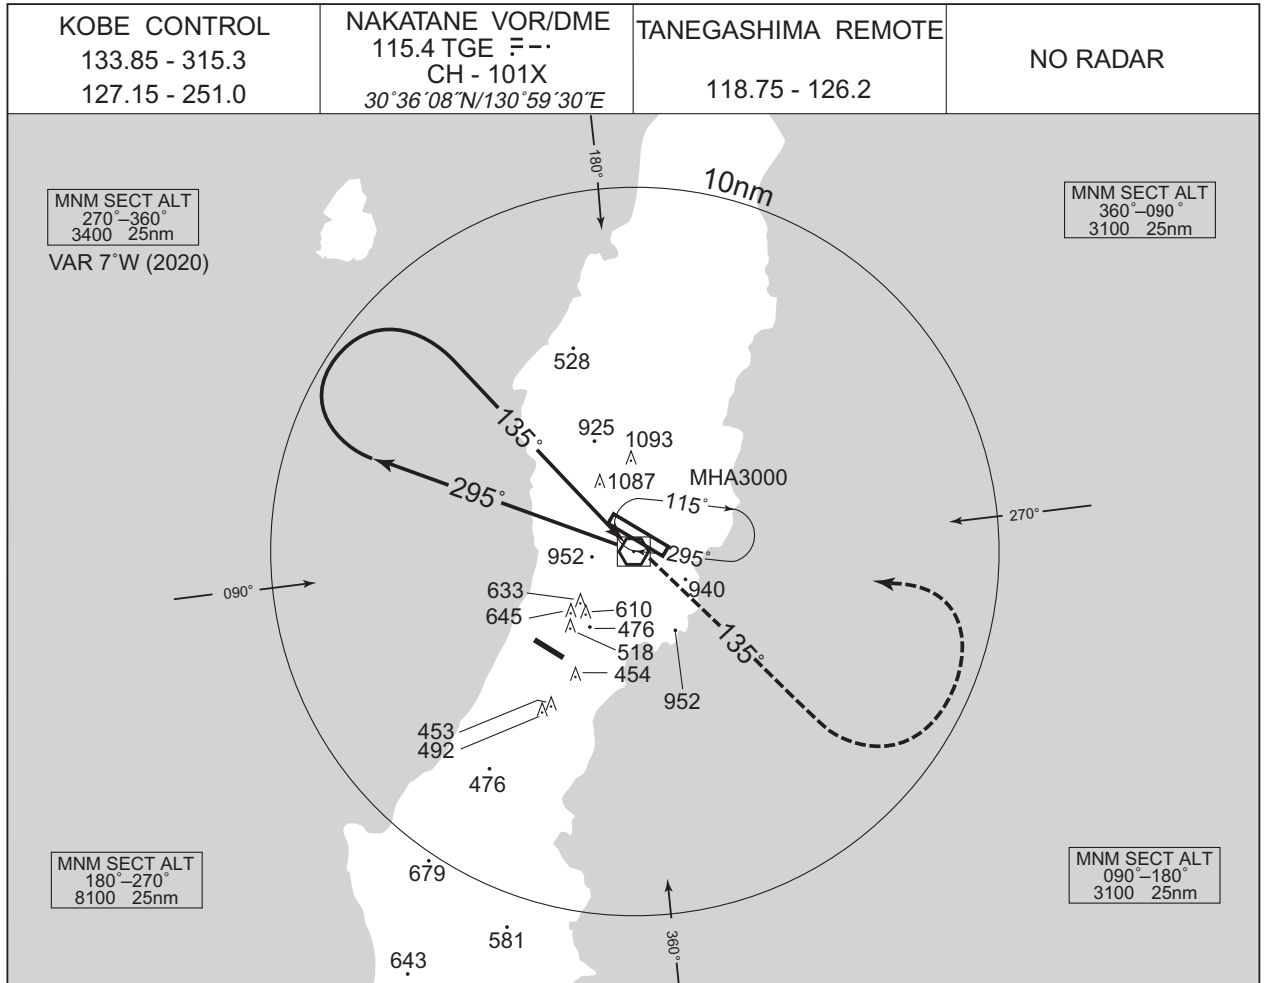 KOBE CONTROL
133.85 - 315.3
127.15 - 251.0
NAKATANE VOR/DME
115.4 TGE
CH - 101X
30°36´08˝N/130°59´30˝E
TANEGASHIMA REMOTE
118.75 - 126.2
NO RADAR
180°
10nm
MNM SECT ALT
270°–360°
3400 25nm
VAR 7°W (2020)
MNM SECT ALT
360°–090°
3100 25nm
528
135°
925
1093
1087
MHA3000
115°
295°
270°
952
295°
090°
633
940
645
610
476
518
135°
454
952
453
492
476
MNM SECT ALT
180°–270°
8100 25nm
679
MNM SECT ALT
090°–180°
3100 25nm
581
360°
643